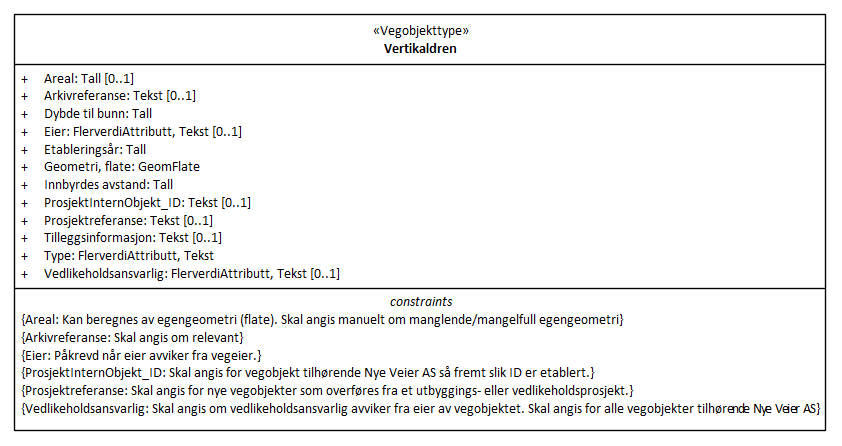 «Vegobjekttype»
Vertikaldren
+ Areal: Tall [0..1]
+ Arkivreferanse: Tekst [0..1]
+ Dybde til bunn: Tall
+ Eier: FlerverdiAttributt, Tekst [0..1]
+ Etableringsår: Tall
+ Geometri, flate: GeomFlate
+ Innbyrdes avstand: Tall
+ ProsjektInternObjekt_ID: Tekst [0..1]
+ Prosjektreferanse: Tekst [0..1]
+ Tilleggsinformasjon: Tekst [0..1]
+ Type: FlerverdiAttributt, Tekst
+ Vedlikeholdsansvarlig: FlerverdiAttributt, Tekst [0..1]
constraints
{Areal: Kan beregnes av egengeometri (flate). Skal angis manuelt om manglende/mangelfull egengeometri}
{Arkivreferanse: Skal angis om relevant}
{Eier: Påkrevd når eier avviker fra vegeier.}
{ProsjektInternObjekt_ID: Skal angis for vegobjekt tilhørende Nye Veier AS så fremt slik ID er etablert.}
{Prosjektreferanse: Skal angis for nye vegobjekter som overføres fra et utbyggings- eller vedlikeholdsprosjekt.}
{Vedlikeholdsansvarlig: Skal angis om vedlikeholdsansvarlig avviker fra eier av vegobjektet. Skal angis for alle vegobjekter tilhørende Nye Veier AS}